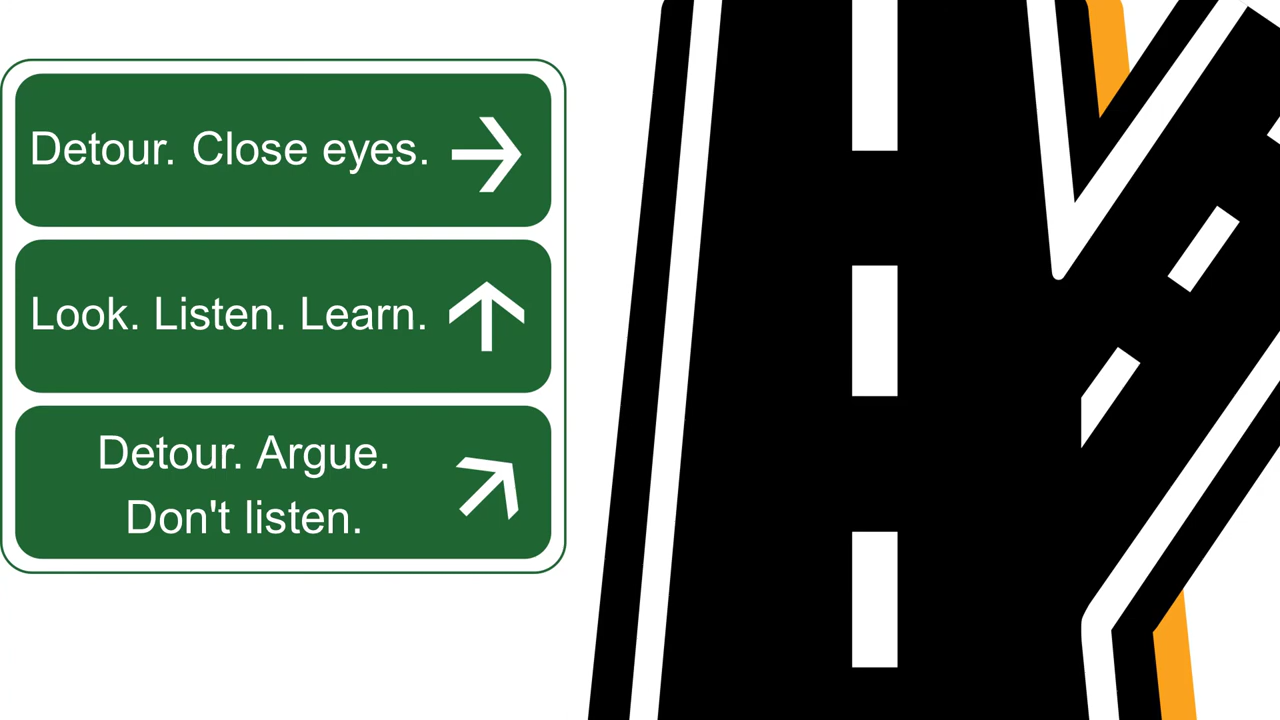 Detour. Close eyes.
Look. Listen. Learn.
Detour. Argue.
Don't listen.